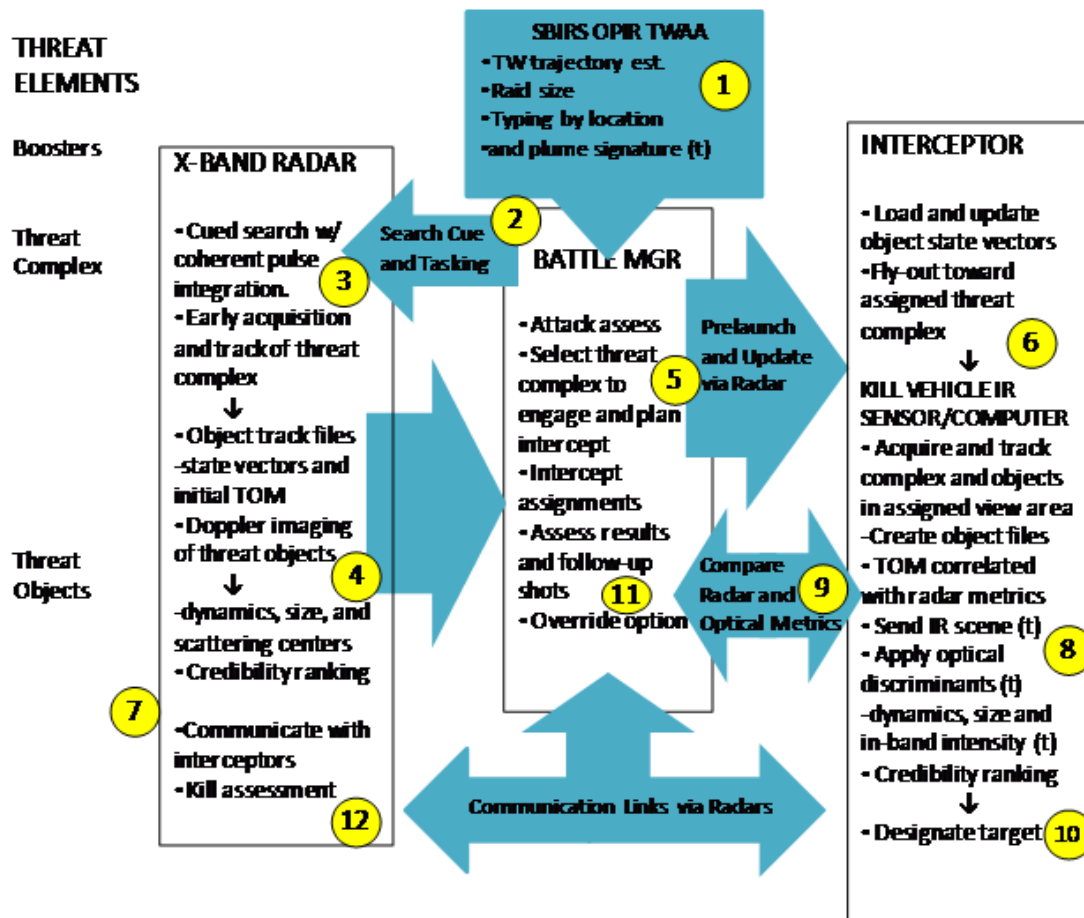 THREAT
ELEMENTS
Boosters
Threat
Complex
Threat
Objects
SBIRS OPIR TWAA
•TW trajectory est.
•Raid size
•Typing by location
•and plume signature (t)
1
X-BAND RADAR
•Cued search w/
coherent pulse
integration.
3
•Early acquisition
and track of threat
complex
↓
•Object track files
-state vectors and
initial TOM
•Doppler imaging
of threat objects
4
↓
-dynamics, size, and
scattering centers
•Credibility ranking
7
•Communicate with
interceptors
•Kill assessment
12
2
Search Cue
and Tasking
BATTLE MGR
•Attack assess
•Select threat
complex to
5
engage and plan
intercept
•Intercept
assignments
•Assess results
and follow-up
shots
11
•Override option
Prelaunch
and Update
via Radar
Compare
Radar and
Optical Metrics
9
Communication Links via Radars
INTERCEPTOR
•Load and update
object state vectors
•Fly-out toward
assigned threat
complex
6
↓
KILL VEHICLE IR
SENSOR/COMPUTER
•Acquire and track
complex and objects
in assigned view area
-Create object files
•TOM correlated
with radar metrics
•Send IR scene (t)
8
•Apply optical
discriminants (t)
-dynamics, size and
in-band intensity (t)
•Credibility ranking
↓
•Designate target
10